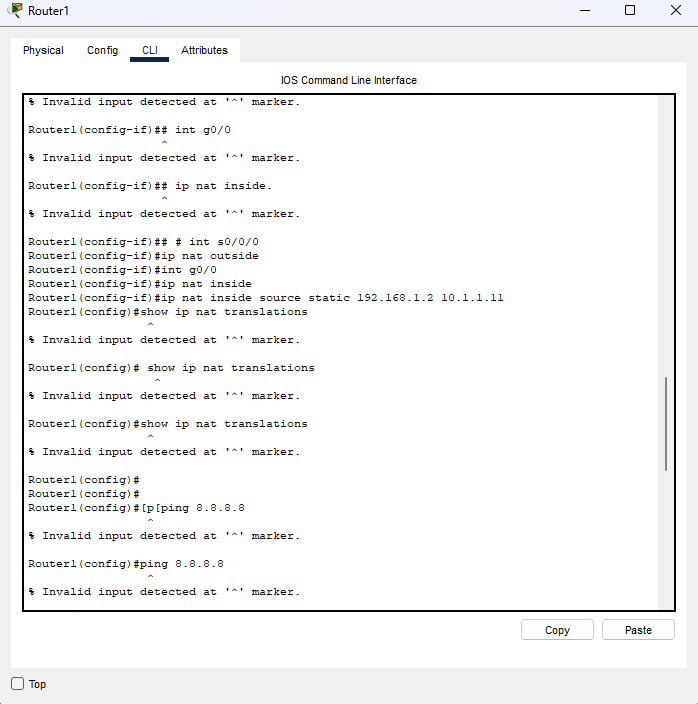 Router1
Physical Config CLI Attributes
IOS Command Line Interface
% Invalid input detected at '^' marker.
Router1(config-if)## int g0/0
^
% Invalid input detected at '^' marker.
Router1(config-if)## ip nat inside.
^
% Invalid input detected at '^' marker.
Router1(config-if)## # int s0/0/0
Router1(config-if)#ip nat outside
Router1(config-if)#int g0/0
Router1(config-if)#ip nat inside
Router1(config-if)#ip nat inside source static 192.168.1.2 10.1.1.11
Router1(config)#show ip nat translations
^
% Invalid input detected at '^' marker.
Router1(config)# show ip nat translations
^
% Invalid input detected at '^' marker.
Router1(config)#show ip nat translations
^
% Invalid input detected at '^' marker.
Router1(config)#
Router1(config)#
Router1(config)#[p[ping 8.8.8.8
^
% Invalid input detected at '^' marker.
Router1(config)#ping 8.8.8.8
^
% Invalid input detected at '^' marker.
Copy Paste
Top